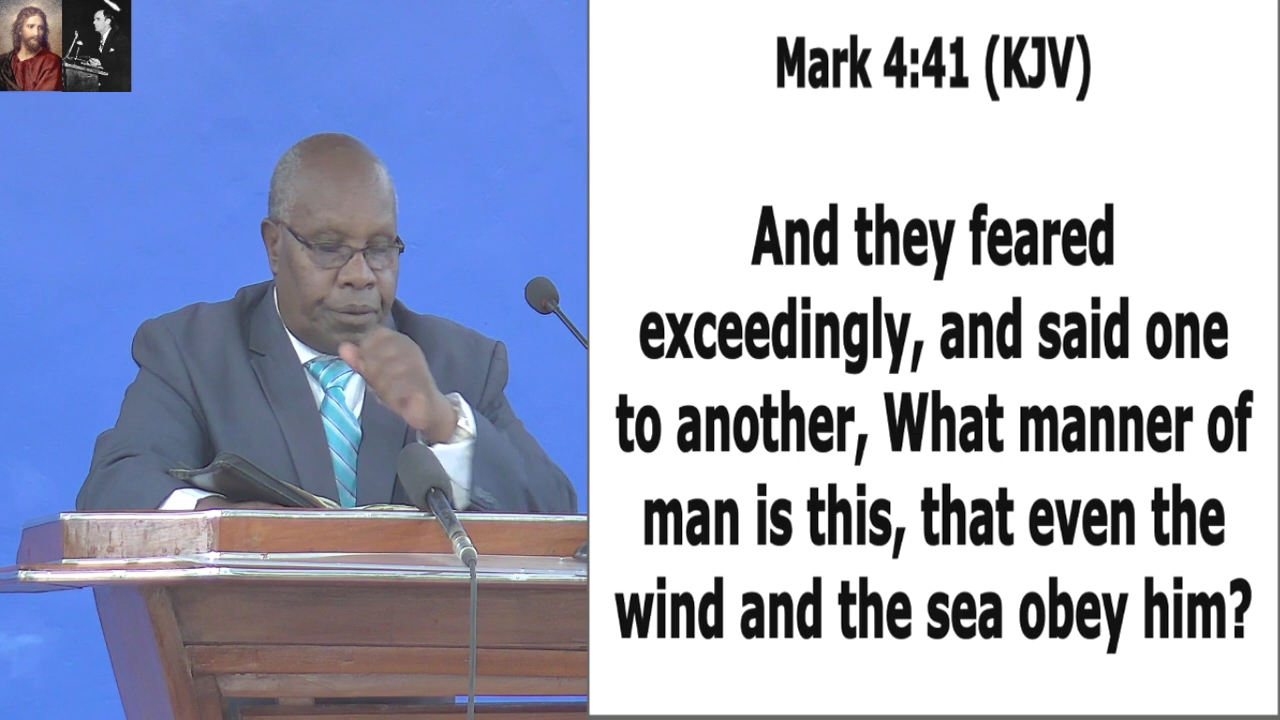 Mark 4:41 (KJV)
And they feared
exceedingly, and said one
to another, What manner of
man is this, that even the
wind and the sea obey him?